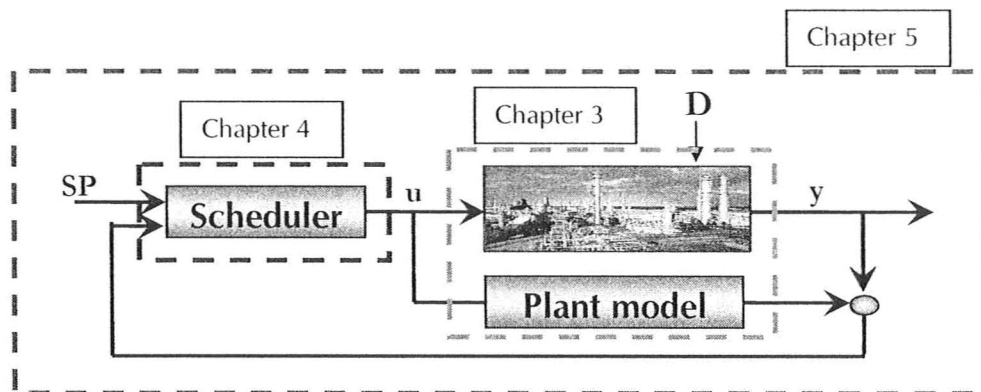 Chapter 5
Chapter 4
Chapter 3
D
SP
Scheduler
u
y
Plant model